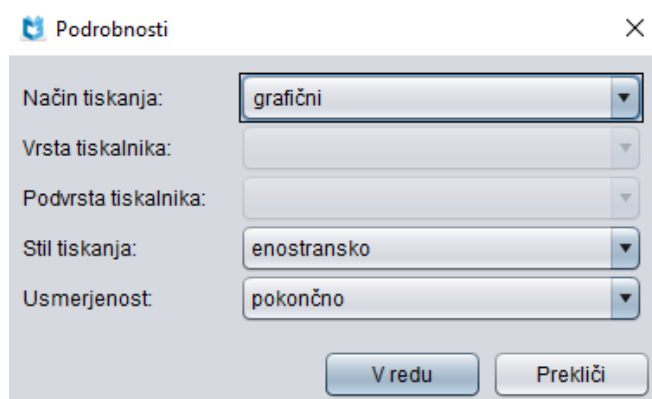 Podrobnosti
Način tiskanja: grafični
Vrsta tiskalnika:
Podvrsta tiskalnika:
Stil tiskanja: enostransko
Usmerjenost: pokončno
V redu Prekliči